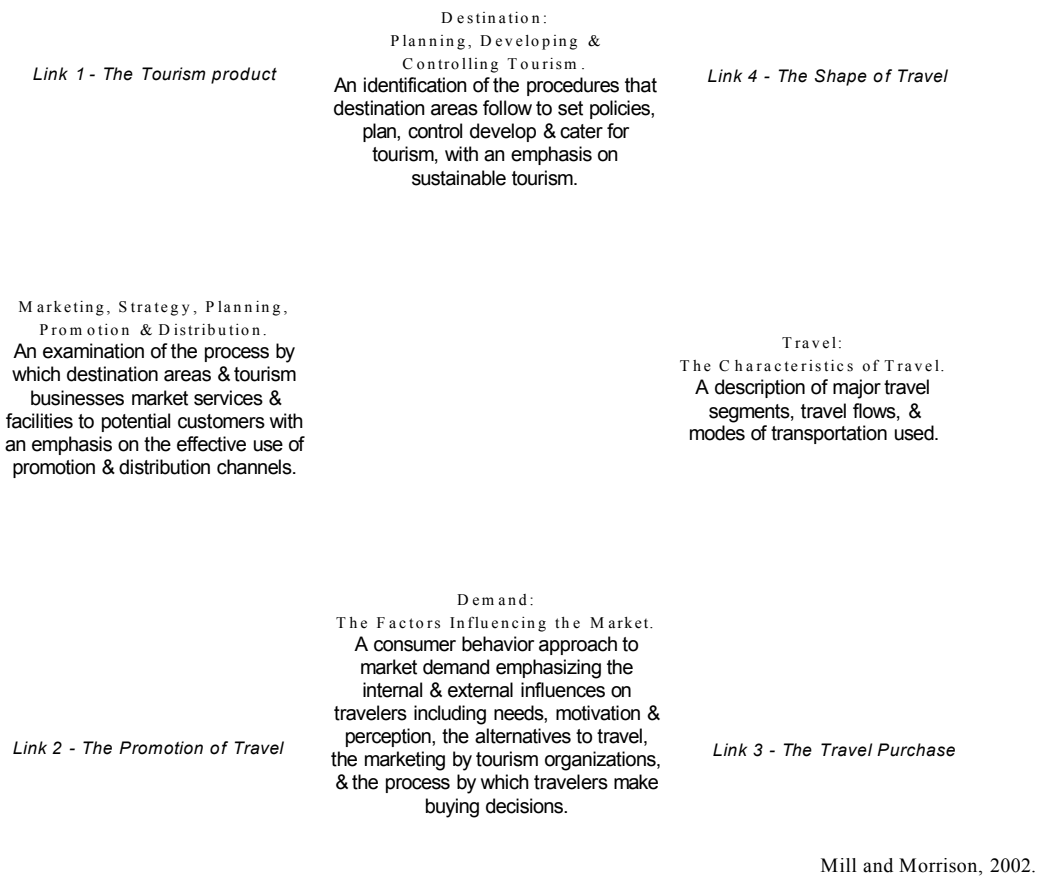 Destination:
Planning, Developing &
Controlling Tourism.
An identification of the procedures that
destination areas follow to set policies,
plan, control develop & cater for
tourism, with an emphasis on
sustainable tourism.
Link 1 - The Tourism product
Link 4 - The Shape of Travel
Marketing, Strategy, Planning,
Promotion & Distribution.
An examination of the process by
which destination areas & tourism
businesses market services &
facilities to potential customers with
an emphasis on the effective use of
promotion & distribution channels.
Travel:
The Characteristics of Travel.
A description of major travel
segments, travel flows, &
modes of transportation used.
Demand:
The Factors Influencing the Market.
A consumer behavior approach to
market demand emphasizing the
internal & external influences on
travelers including needs, motivation &
perception, the alternatives to travel,
the marketing by tourism organizations,
& the process by which travelers make
buying decisions.
Link 2 - The Promotion of Travel
Link 3 - The Travel Purchase
Mill and Morrison, 2002.